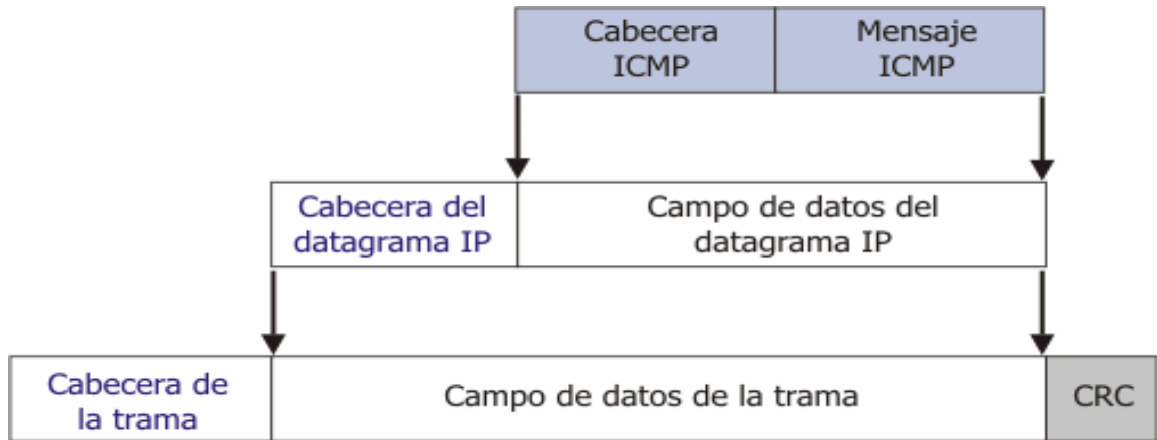 Cabecera
ICMP
Mensaje
ICMP
Cabecera del
datagrama IP
Campo de datos del
datagrama IP
Cabecera de
la trama
Campo de datos de la trama
CRC